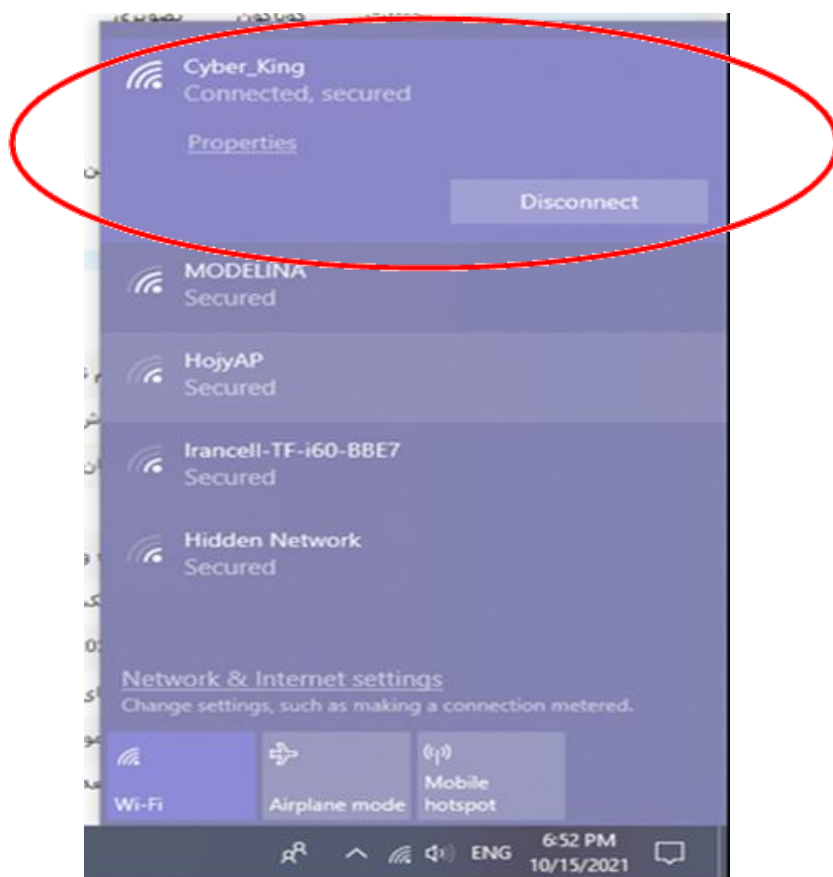 Cyber_King
Connected, secured
Properties
Disconnect
MODELINA
Secured
HojyAP
Secured
Irancell-TF-i60-BBE7
Secured
Hidden Network
Secured
Network & Internet settings
Change settings, such as making a connection metered.
Wi-Fi
Airplane mode
Mobile
hotspot
ENG
6:52 PM
10/15/2021